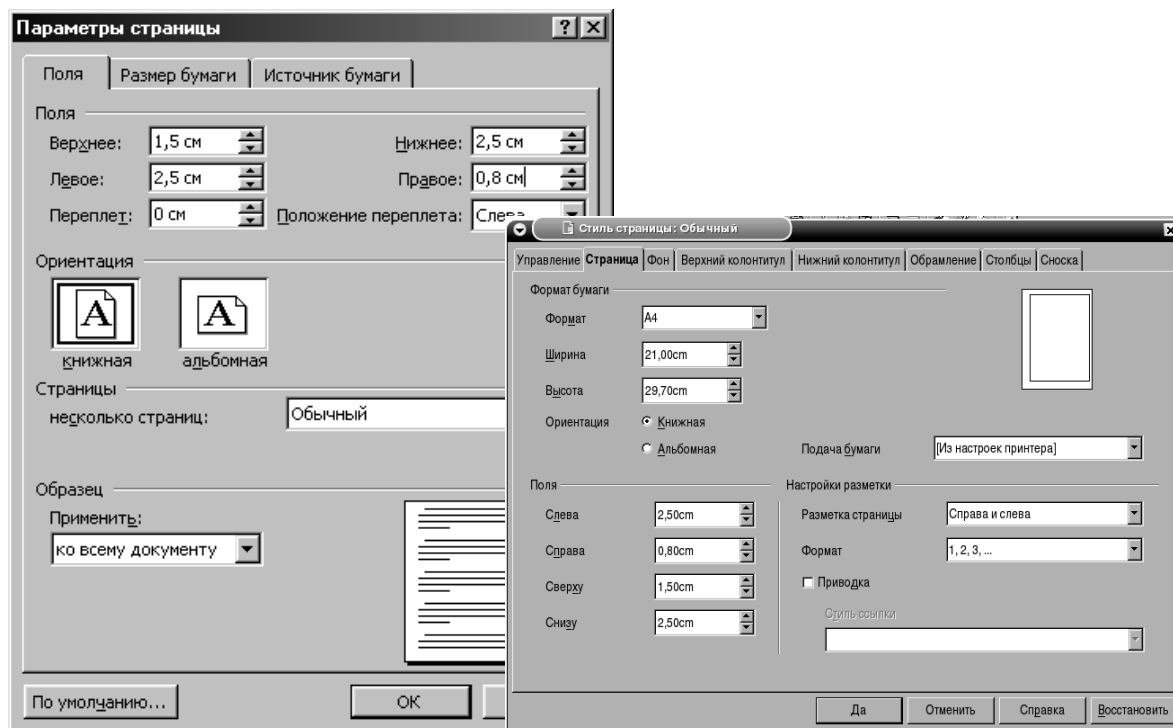 Параметры страницы
Поля Размер бумаги Источник бумаги
Поля
Верхнее: 1,5 см Нижнее: 2,5 см
Левое: 2,5 см Правое: 0,8 см
Переплет: 0 см Положение переплета: Слева
Ориентация
A A
книжная альбомная
Страницы
несколько страниц: Обычный
Образец
Применить:
ко всему документу
По умолчанию... ОК
Стиль страницы: Обычный
Управление Страница Фон Верхний колонтитул Нижний колонтитул Обрамление Столбцы Сноска
Формат бумаги
Формат A4
Ширина 21,00cm
Высота 29,70cm
Ориентация Книжная
Альбомная Подача бумаги [Из настроек принтера]
Поля Настройки разметки
Слева 2,50cm Разметка страницы Справа и слева
Справа 0,80cm Формат 1, 2, 3, ...
Сверху 1,50cm Приводка
Снизу 2,50cm Стиль ссылки
Да Отменить Справка Восстановить